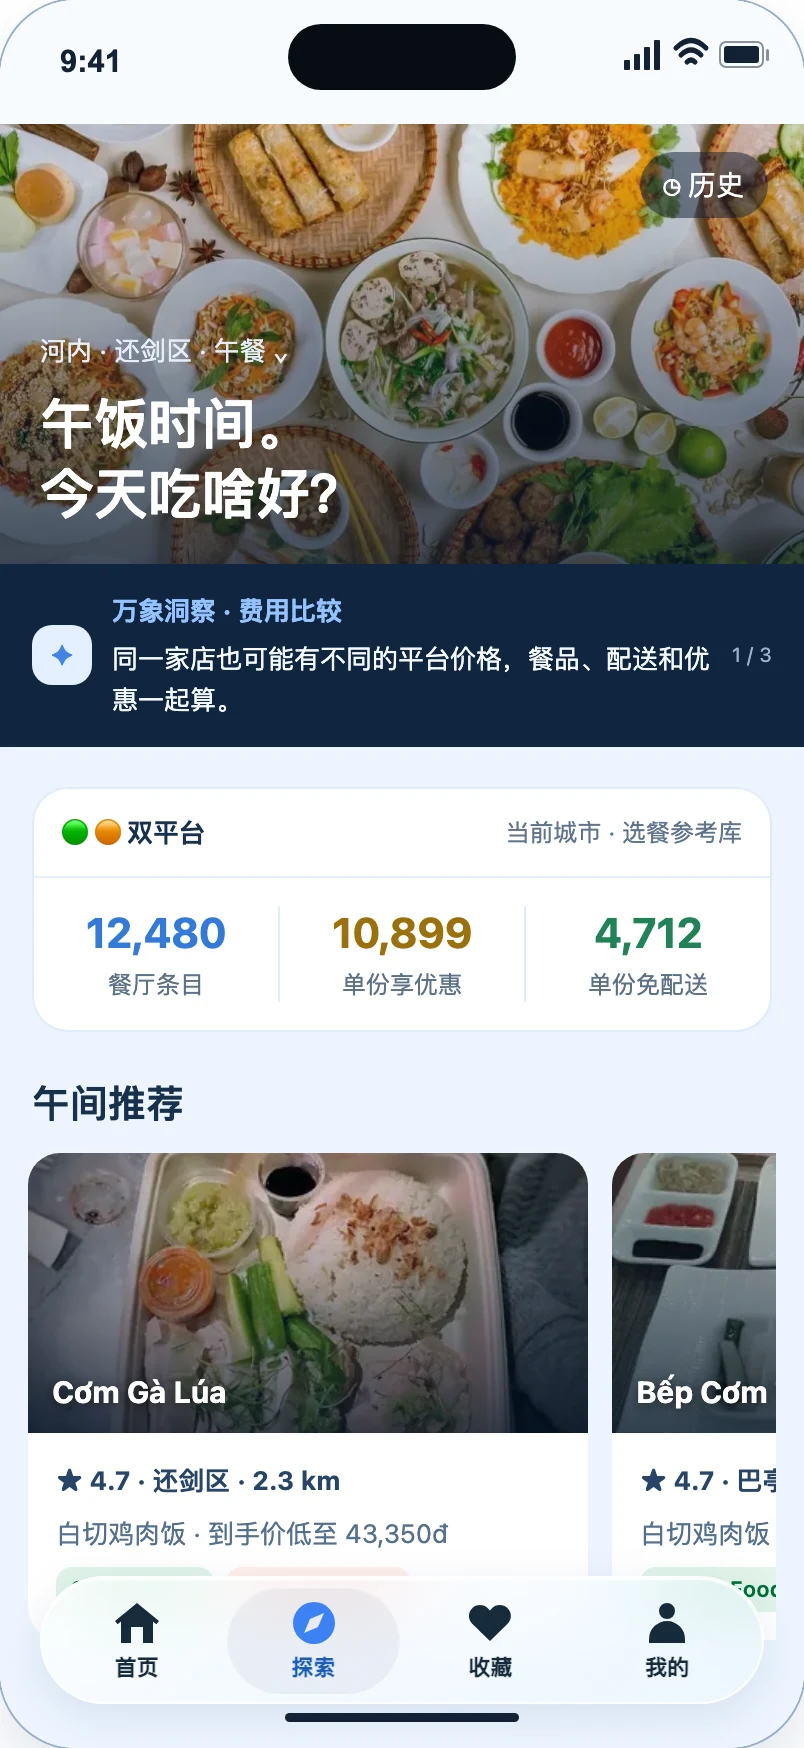 9:41
历史
河内 · 还剑区 · 午餐
午饭时间。
今天吃啥好?
万象洞察 · 费用比较
同一家店也可能有不同的平台价格，餐品、配送和优
惠一起算。
1 / 3
双平台
当前城市 · 选餐参考库
12,480
餐厅条目
10,899
单份享优惠
4,712
单份免配送
午间推荐
Cơm Gà Lúa
★ 4.7 · 还剑区 · 2.3 km
白切鸡肉饭 · 到手价低至 43,350đ
Bếp Cơm
★ 4.7 · 巴亭
白切鸡肉饭
首页
探索
收藏
我的